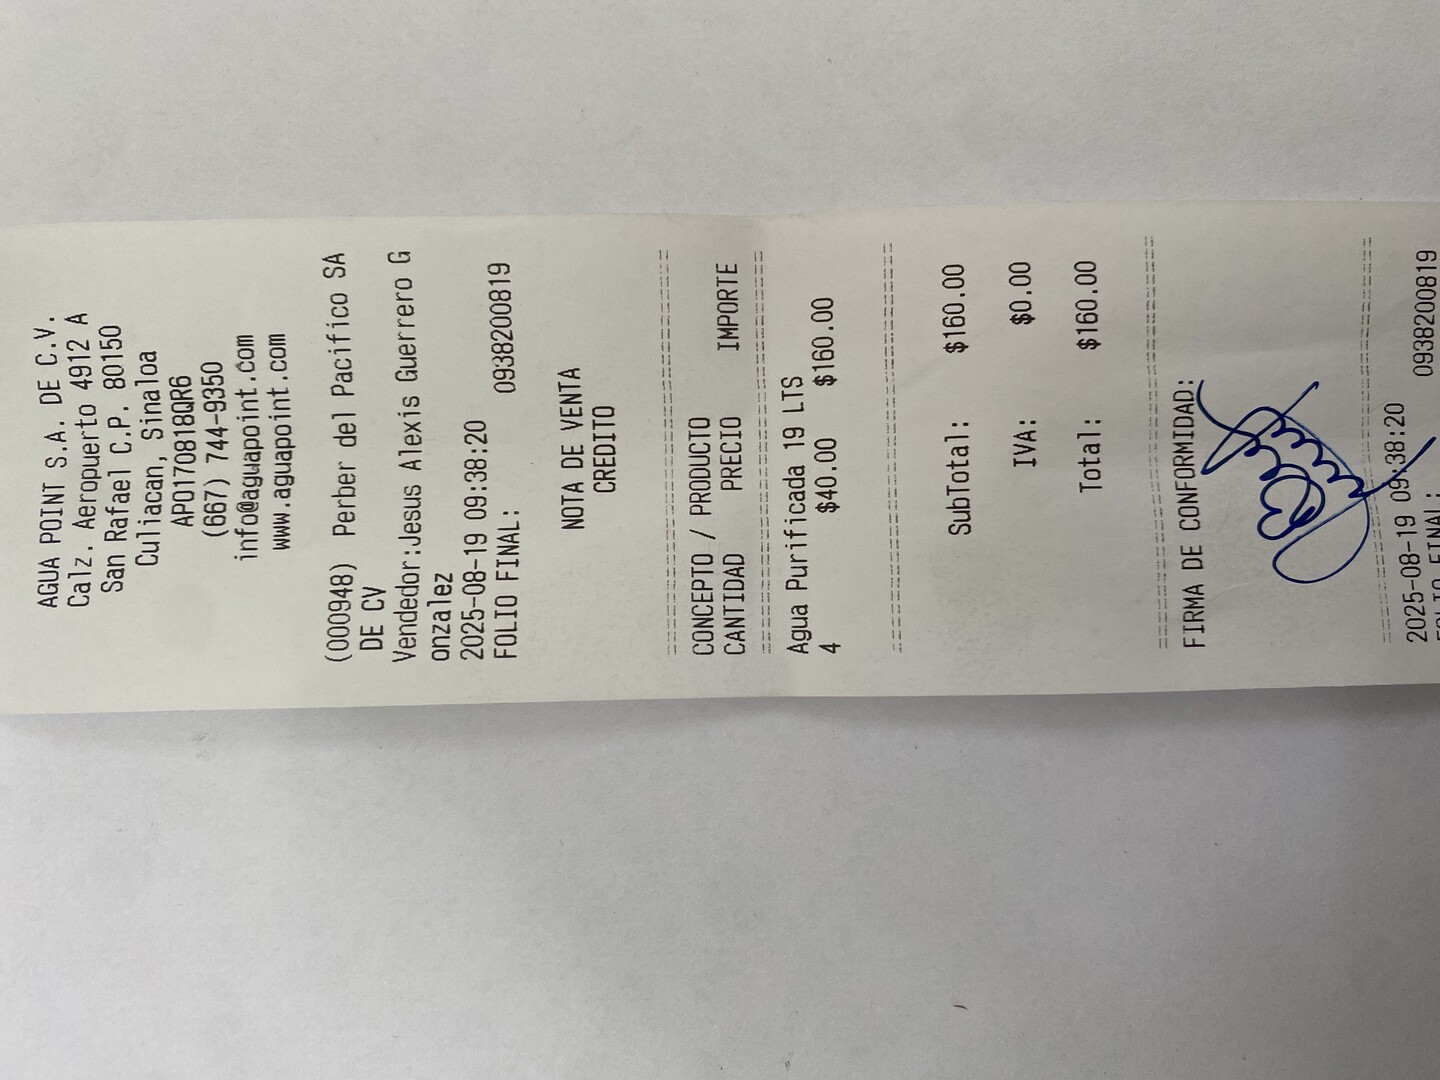 AGUA POINT S.A. DE C.V.
Calz. Aeropuerto 4912 A
San Rafael C.P. 80150
Culiacan, Sinaloa
APO170818QR6
(667) 744-9350
info@aguapoint.com
www.aguapoint.com
(000948) Perber del Pacifico SA
DE CV
Vendedor:Jesus Alexis Guerrero G
onzalez
2025-08-19 09:38:20
FOLIO FINAL: 0938200819
NOTA DE VENTA
CREDITO
CONCEPTO / PRODUCTO
CANTIDAD PRECIO IMPORTE
Agua Purificada 19 LTS
4 $40.00 $160.00
SubTotal: $160.00
IVA: $0.00
Total: $160.00
FIRMA DE CONFORMIDAD:
2025-08-19 09:38:20
FOLIO FINAL: 0938200819